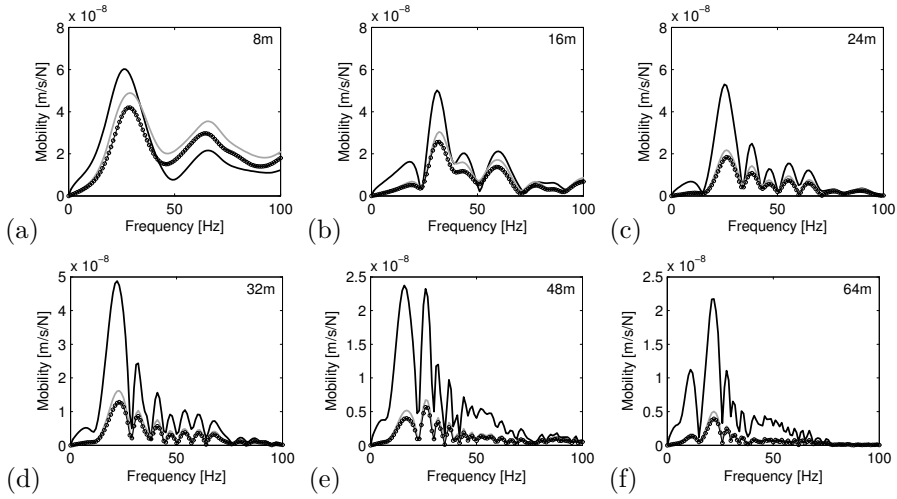 x 10⁻⁸
8
6
4
2
0
Mobility [m/s/N]
8m
0 50 100
Frequency [Hz]
(a)
x 10⁻⁸
8
6
4
2
0
Mobility [m/s/N]
16m
0 50 100
Frequency [Hz]
(b)
x 10⁻⁸
8
6
4
2
0
Mobility [m/s/N]
24m
0 50 100
Frequency [Hz]
(c)
x 10⁻⁸
5
4
3
2
1
0
Mobility [m/s/N]
32m
0 50 100
Frequency [Hz]
(d)
x 10⁻⁸
2.5
2
1.5
1
0.5
0
Mobility [m/s/N]
48m
0 50 100
Frequency [Hz]
(e)
x 10⁻⁸
2.5
2
1.5
1
0.5
0
Mobility [m/s/N]
64m
0 50 100
Frequency [Hz]
(f)